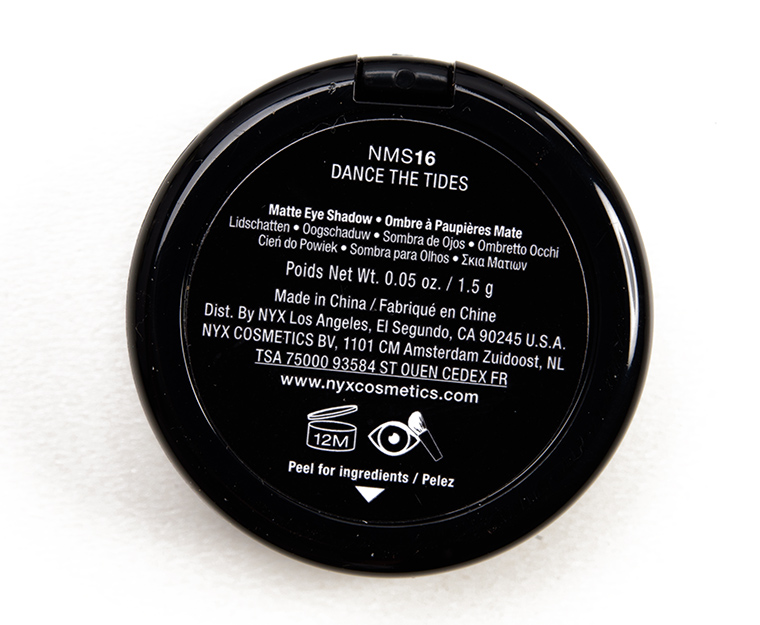 NMS16
DANCE THE TIDES
Matte Eye Shadow • Ombre à Paupières Mate
Lidschatten • Oogschaduw • Sombra de Ojos • Ombretto Occhi
Cień do Powiek • Sombra para Olhos • Σκια Ματιων
Poids Net Wt. 0.05 oz. / 1.5 g
Made in China / Fabriqué en Chine
Dist. By NYX Los Angeles, El Segundo, CA 90245 U.S.A.
NYX COSMETICS BV, 1101 CM Amsterdam Zuidoost, NL
TSA 75000 93584 ST OUEN CEDEX FR
www.nyxcosmetics.com
12M
Peel for ingredients / Pelez